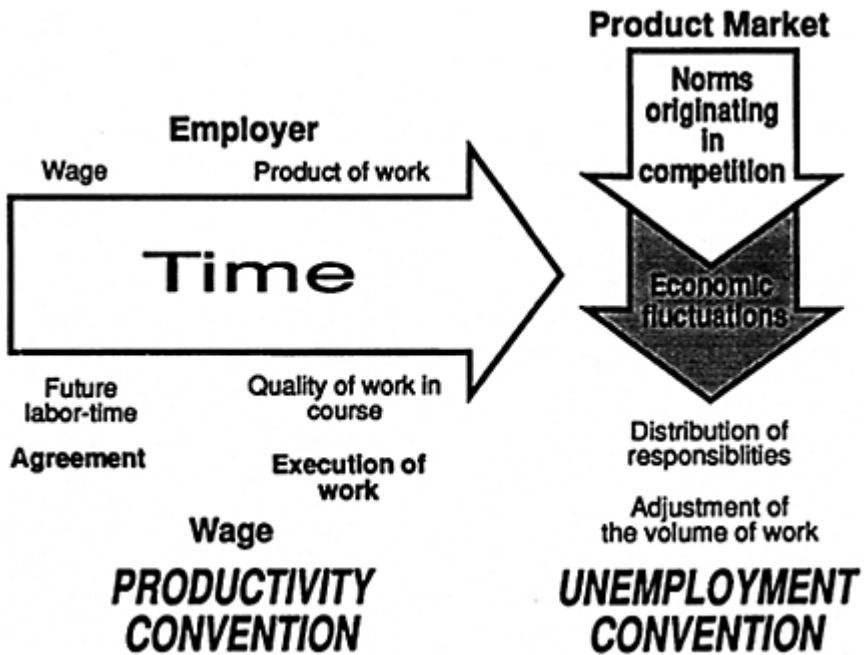 Product Market
Norms
originating
in
competition
Economic
fluctuations
Distribution of
responsiblities
Adjustment of
the volume of work
UNEMPLOYMENT
CONVENTION
Employer
Wage
Product of work
Time
Future
labor-time
Quality of work in
course
Agreement
Execution of
work
Wage
PRODUCTIVITY
CONVENTION